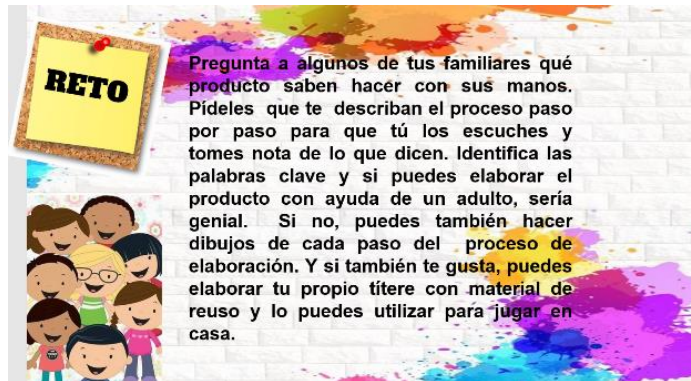 RETO
Pregunta a algunos de tus familiares qué
producto saben hacer con sus manos.
Pídeles que te describan el proceso paso
por paso para que tú los escuches y
tomes nota de lo que dicen. Identifica las
palabras clave y si puedes elaborar el
producto con ayuda de un adulto, sería
genial. Si no, puedes también hacer
dibujos de cada paso del proceso de
elaboración. Y si también te gusta, puedes
elaborar tu propio títere con material de
reuso y lo puedes utilizar para jugar en
casa.